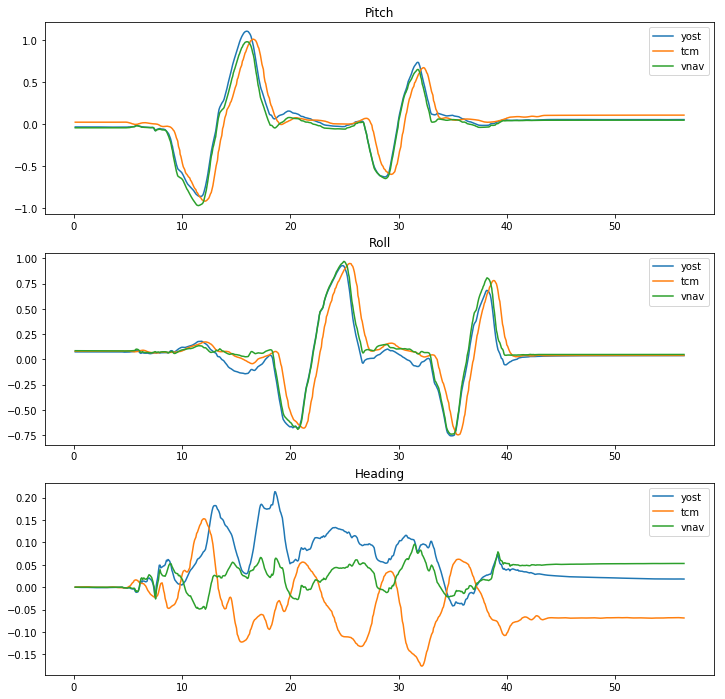 Pitch
1.0
0.5
0.0
−0.5
−1.0
yost
tcm
vnav
0 10 20 30 40 50
Roll
1.00
0.75
0.50
0.25
0.00
−0.25
−0.50
−0.75
yost
tcm
vnav
0 10 20 30 40 50
Heading
0.20
0.15
0.10
0.05
0.00
−0.05
−0.10
−0.15
yost
tcm
vnav
0 10 20 30 40 50